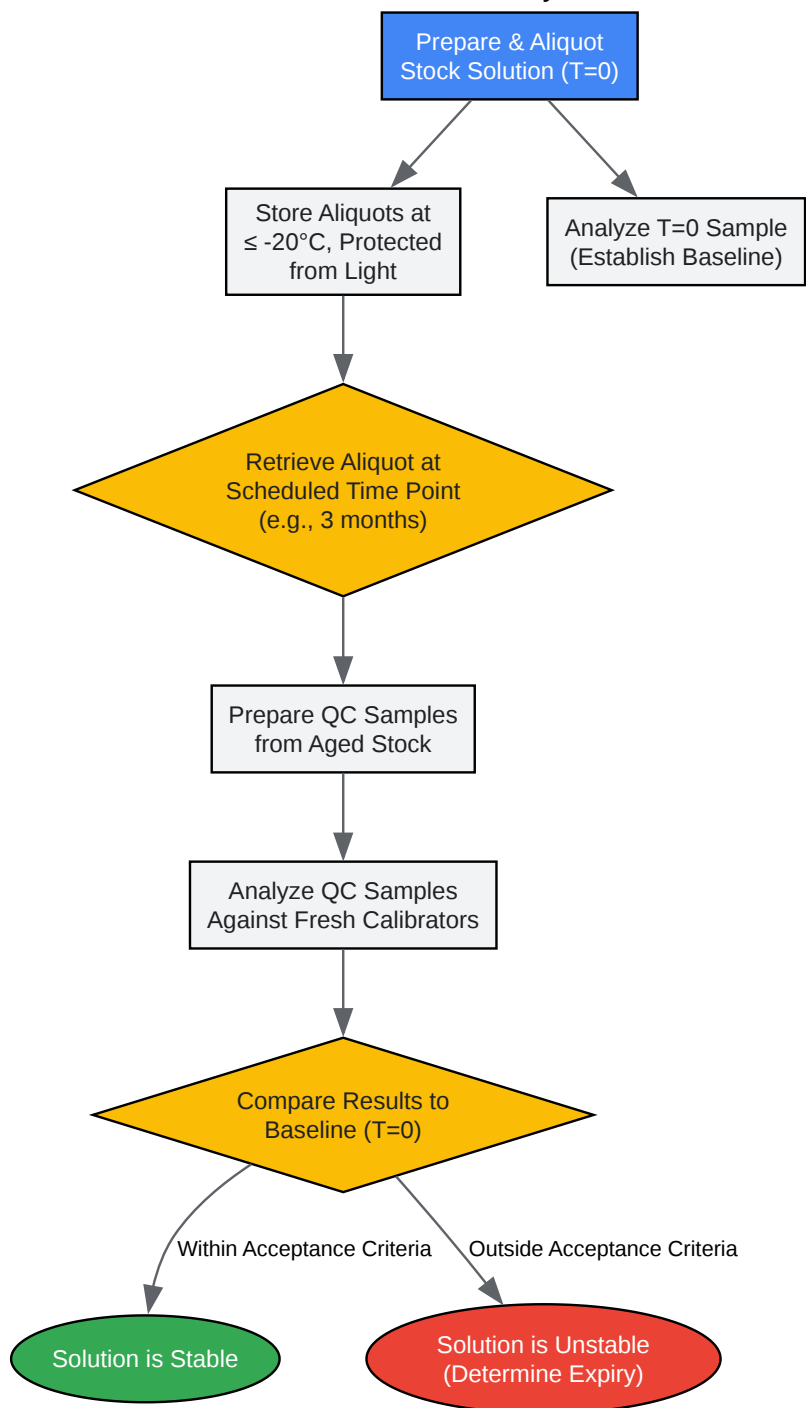 Prepare & Aliquot
Stock Solution (T=0)
Store Aliquots at
≤ -20°C, Protected
from Light
Analyze T=0 Sample
(Establish Baseline)
Retrieve Aliquot at
Scheduled Time Point
(e.g., 3 months)
Prepare QC Samples
from Aged Stock
Analyze QC Samples
Against Fresh Calibrators
Compare Results to
Baseline (T=0)
Within Acceptance Criteria
Outside Acceptance Criteria
Solution is Stable
Solution is Unstable
(Determine Expiry)